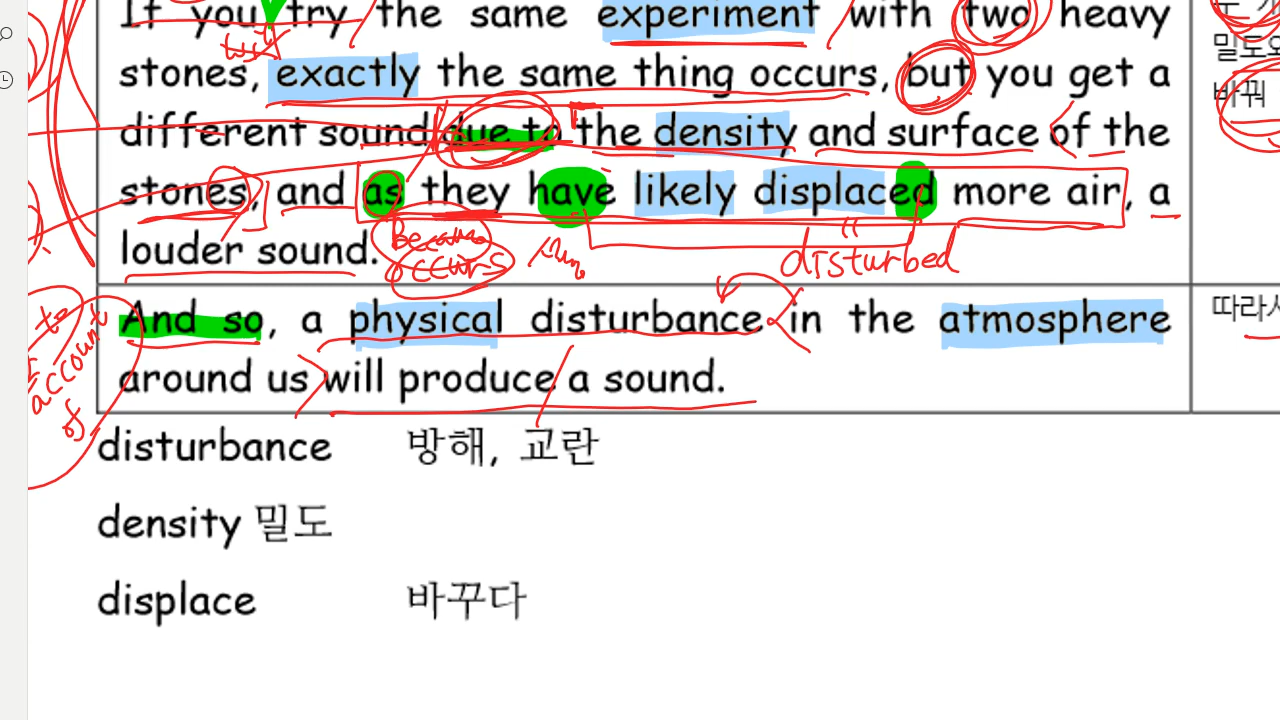 If you try the same experiment with two heavy
stones, exactly the same thing occurs, but you get a
different sound due to the density and surface of the
stones, and as they have likely displaced more air, a
louder sound.
because
occurs
disturbed
And so, a physical disturbance in the atmosphere
around us will produce a sound.
account
of
밀도와
바꿔
따라서
disturbance 방해, 교란
density 밀도
displace 바꾸다